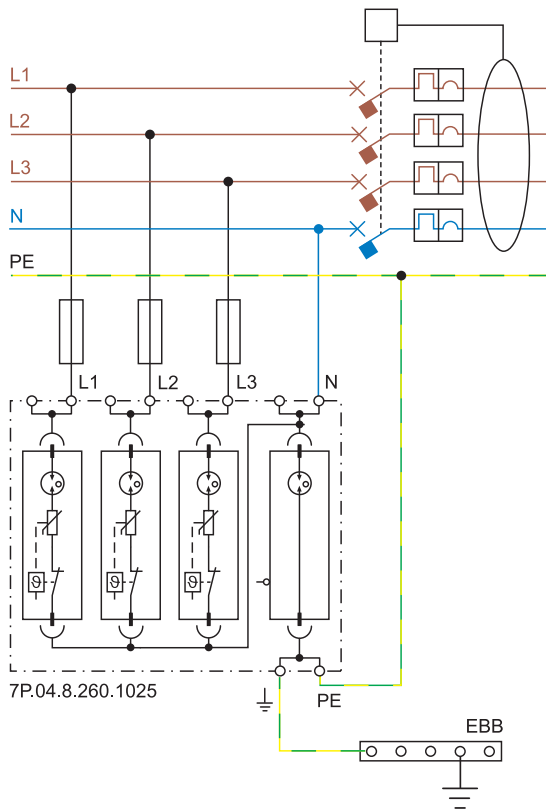 L1
L2
L3
N
PE
L1 L2 L3 N
ϑ ϑ ϑ
7P.04.8.260.1025
PE
EBB